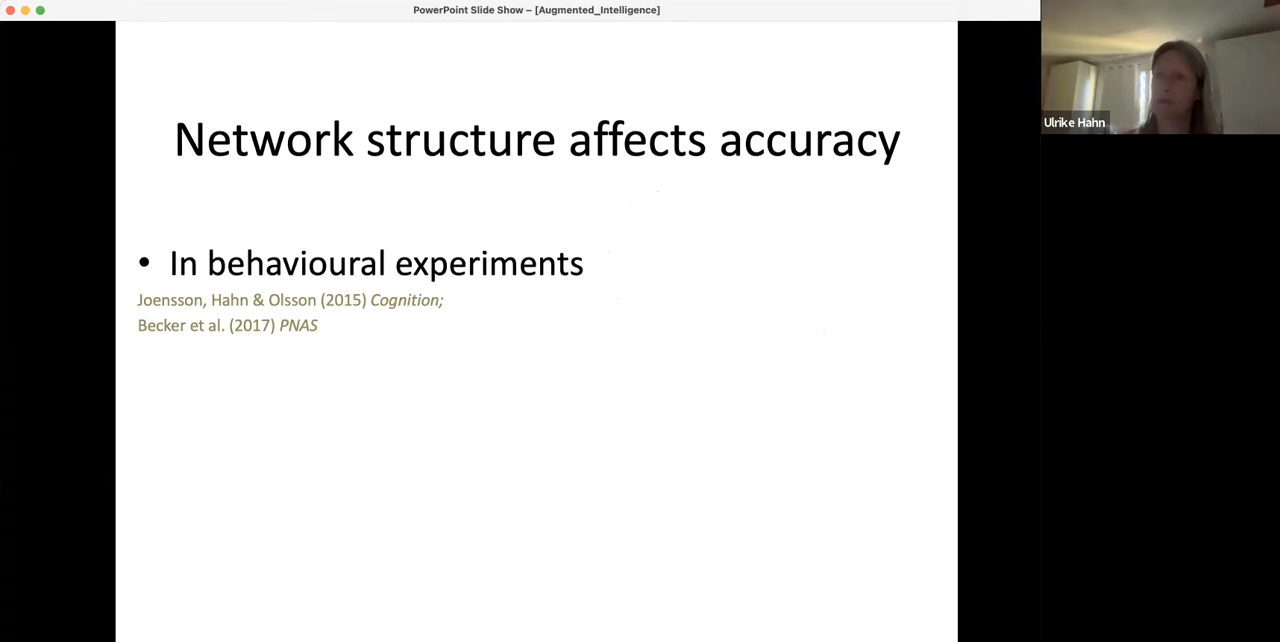 PowerPoint Slide Show – [Augmented_Intelligence]
Ulrike Hahn
Network structure affects accuracy
• In behavioural experiments
Joensson, Hahn & Olsson (2015) Cognition;
Becker et al. (2017) PNAS